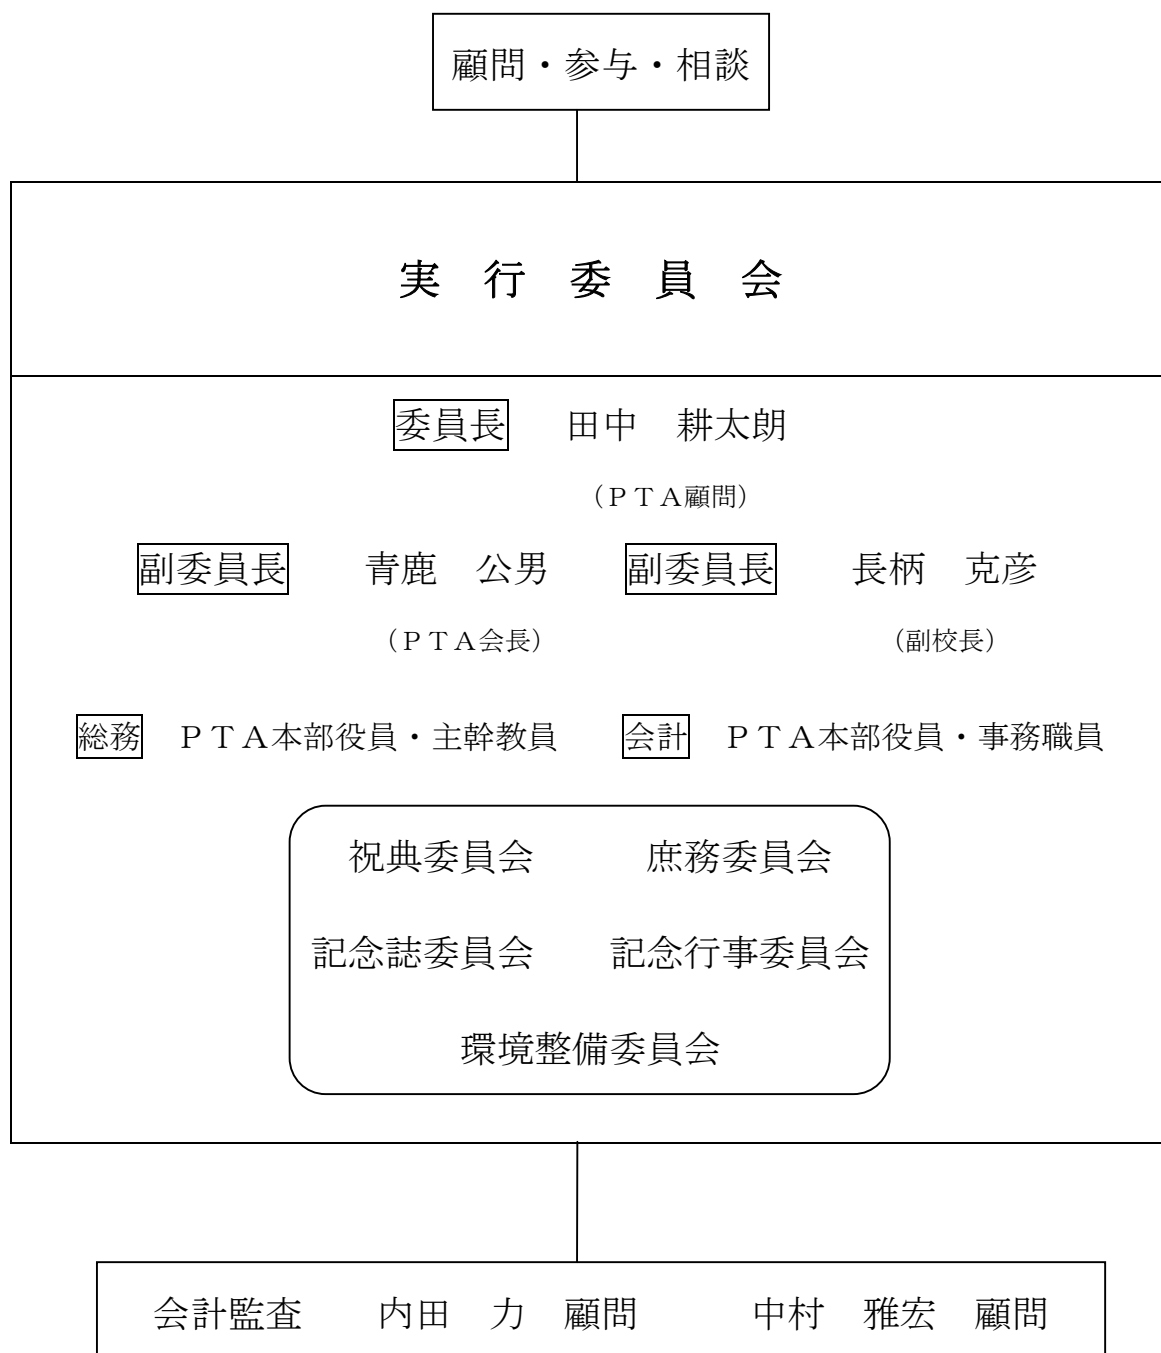 顧問・参与・相談
実　行　委　員　会
委員長　田中　耕太朗
（ＰＴＡ顧問）
副委員長　青鹿　公男　副委員長　長柄　克彦
（ＰＴＡ会長）　（副校長）
総務　ＰＴＡ本部役員・主幹教員　会計　ＰＴＡ本部役員・事務職員
祝典委員会　庶務委員会
記念誌委員会　記念行事委員会
環境整備委員会
会計監査　内田　力　顧問　中村　雅宏　顧問